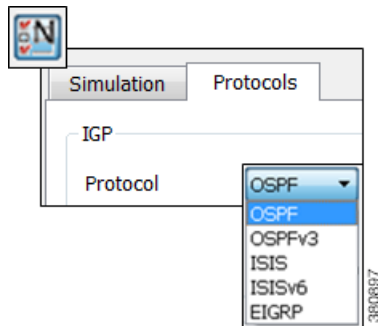 N
Simulation Protocols
IGP
Protocol OSPF
OSPF
OSPFv3
ISIS
ISISv6
EIGRP
380897